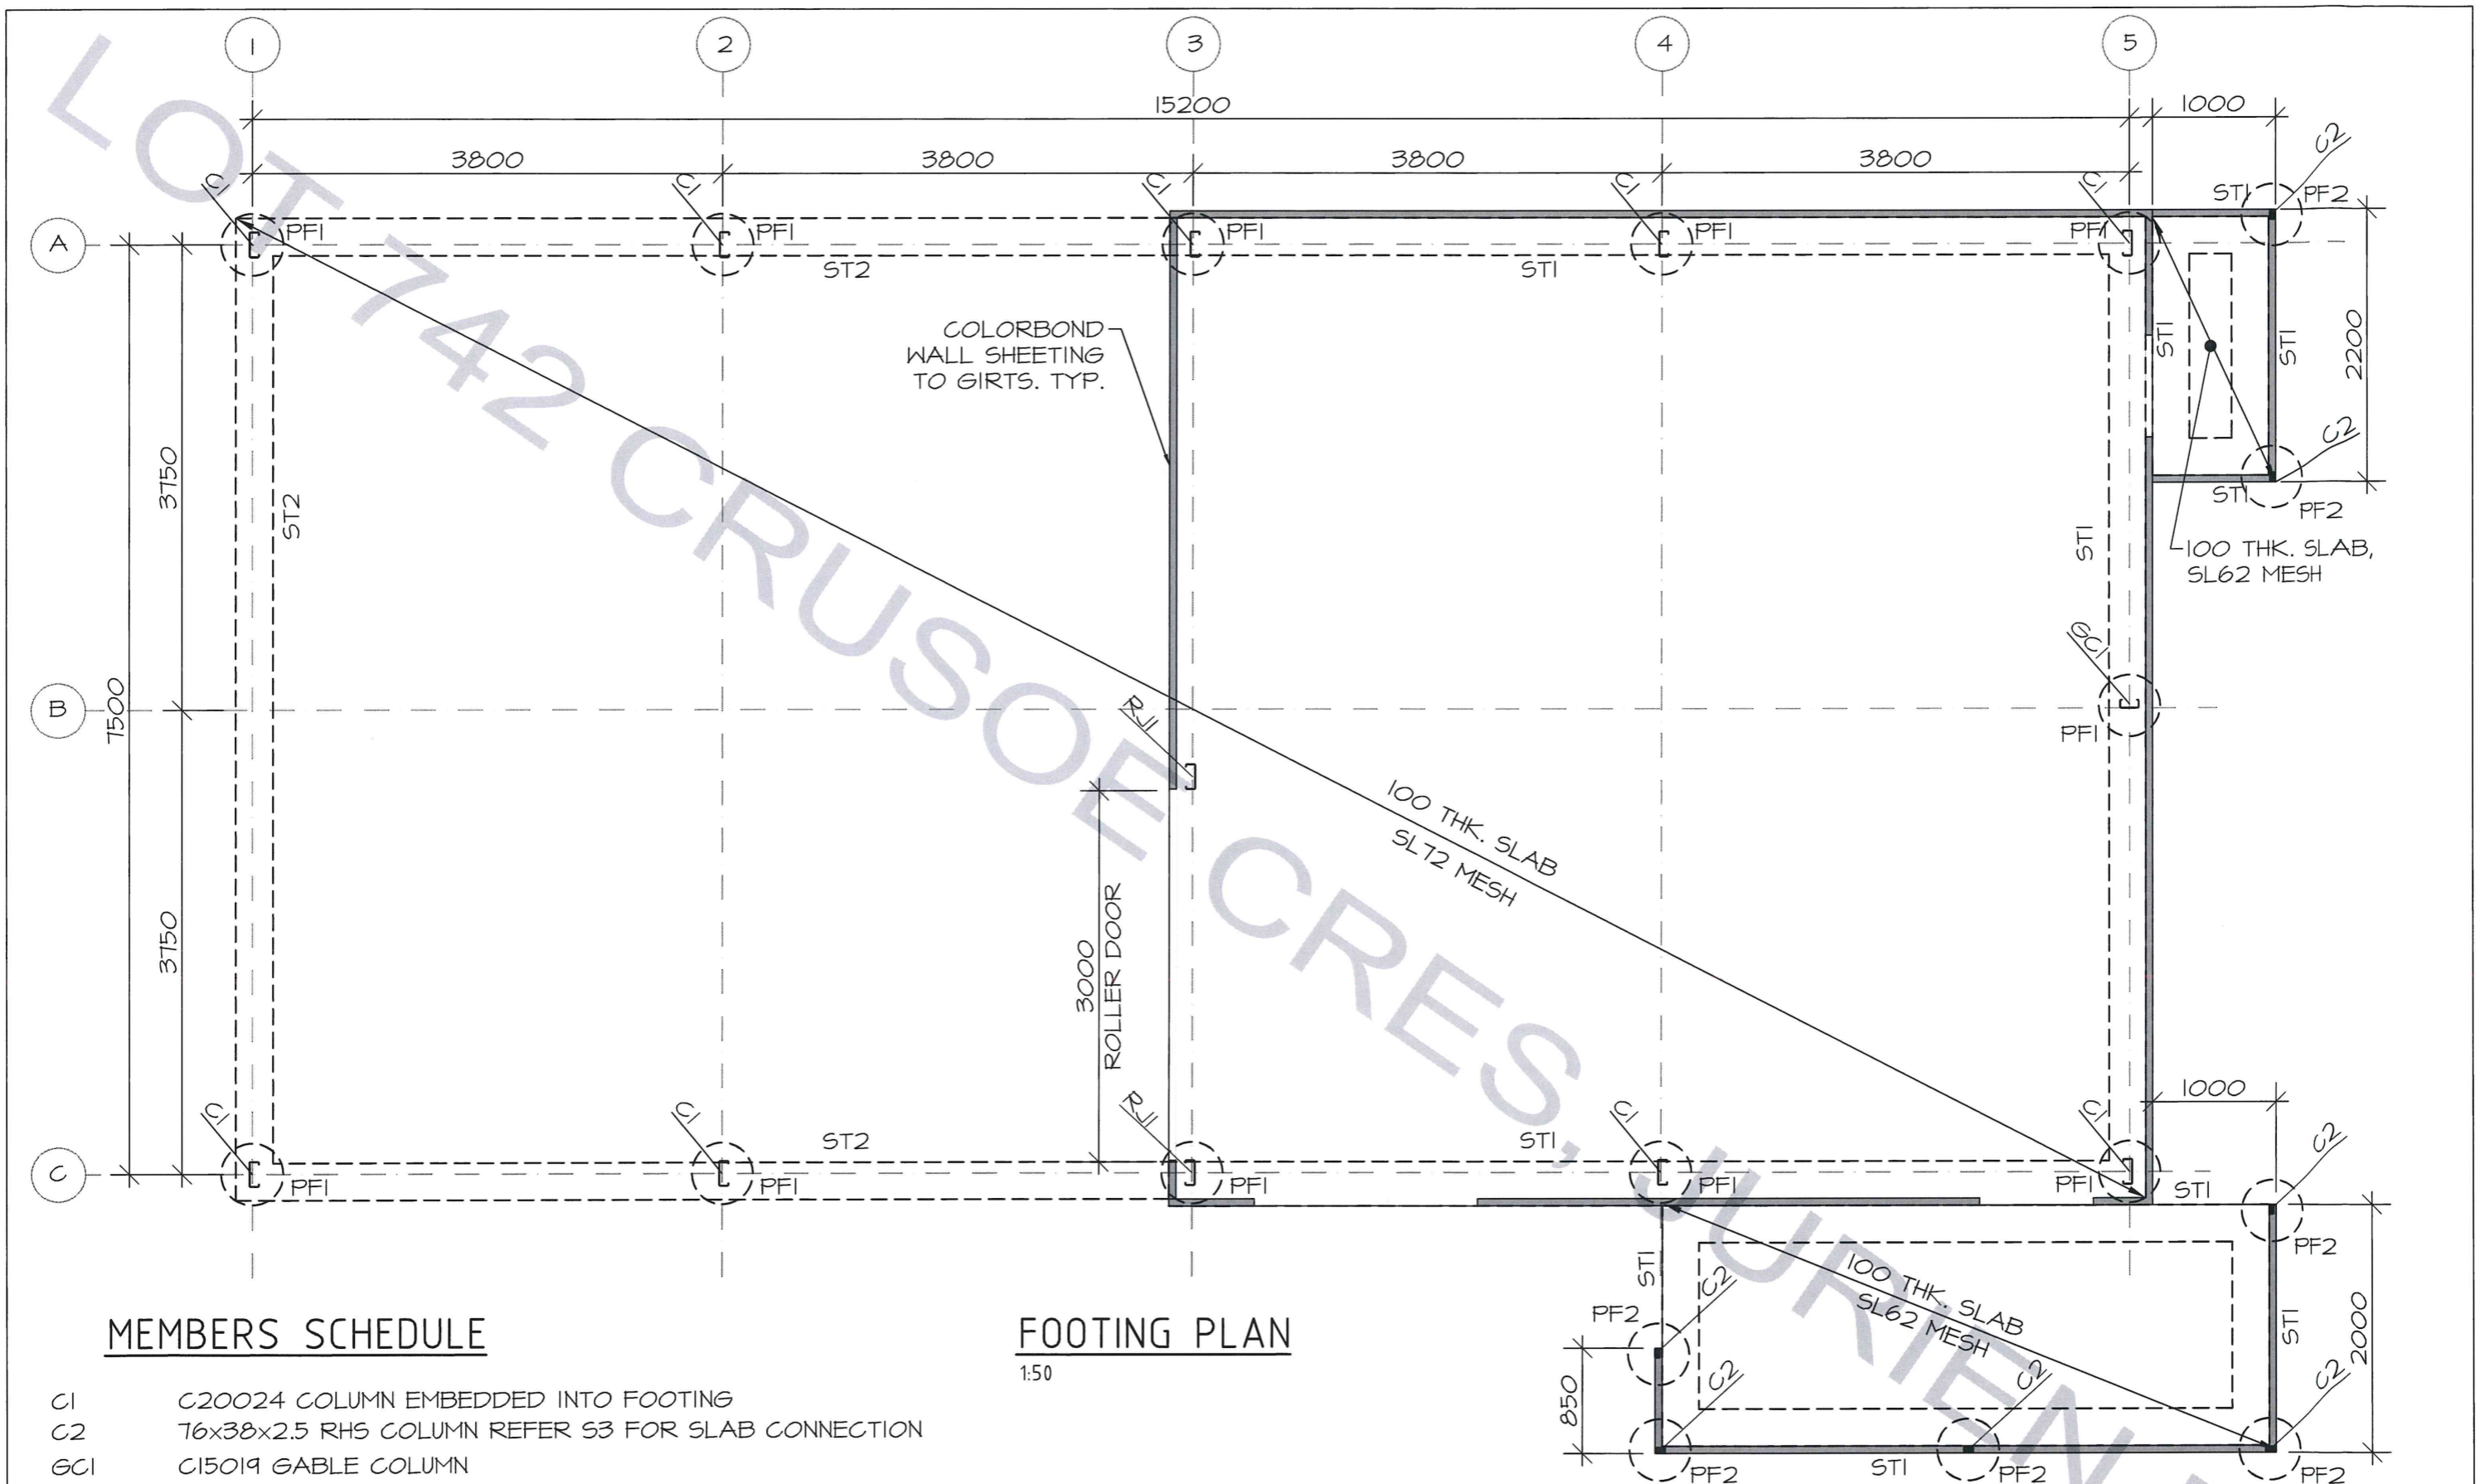 1 2 3 4 5
15200 1000
3800 3800 3800 3800
C1 C1 C1 C1 C1 C2
ST1 PF2
A PF1 PF1 PF1 PF1 PF1
ST2 ST1
COLORBOND
WALL SHEETING
TO GIRTS. TYP.
ST1 ST1 2200
C2
3750 ST2
ST1 PF2
ST1
100 THK. SLAB,
SL62 MESH
GC1
B 7500 RJ1 PF1
100 THK. SLAB
SL72 MESH
3750
3000
ROLLER DOOR
1000
C1 C1 ST2 RJ1 ST1 C1 C1 C2
C PF1 PF1 PF1 PF1 PF1 ST1
PF2
ST1 100 THK. SLAB
SL62 MESH
C2 ST1 2000
PF2
850 C2 C2 C2
PF2 ST1 PF2 PF2
MEMBERS SCHEDULE
FOOTING PLAN
1:50
C1 C20024 COLUMN EMBEDDED INTO FOOTING
C2 76x38x2.5 RHS COLUMN REFER S3 FOR SLAB CONNECTION
GC1 C15019 GABLE COLUMN
LOT 742 CRUSOE CRES, JURIEN